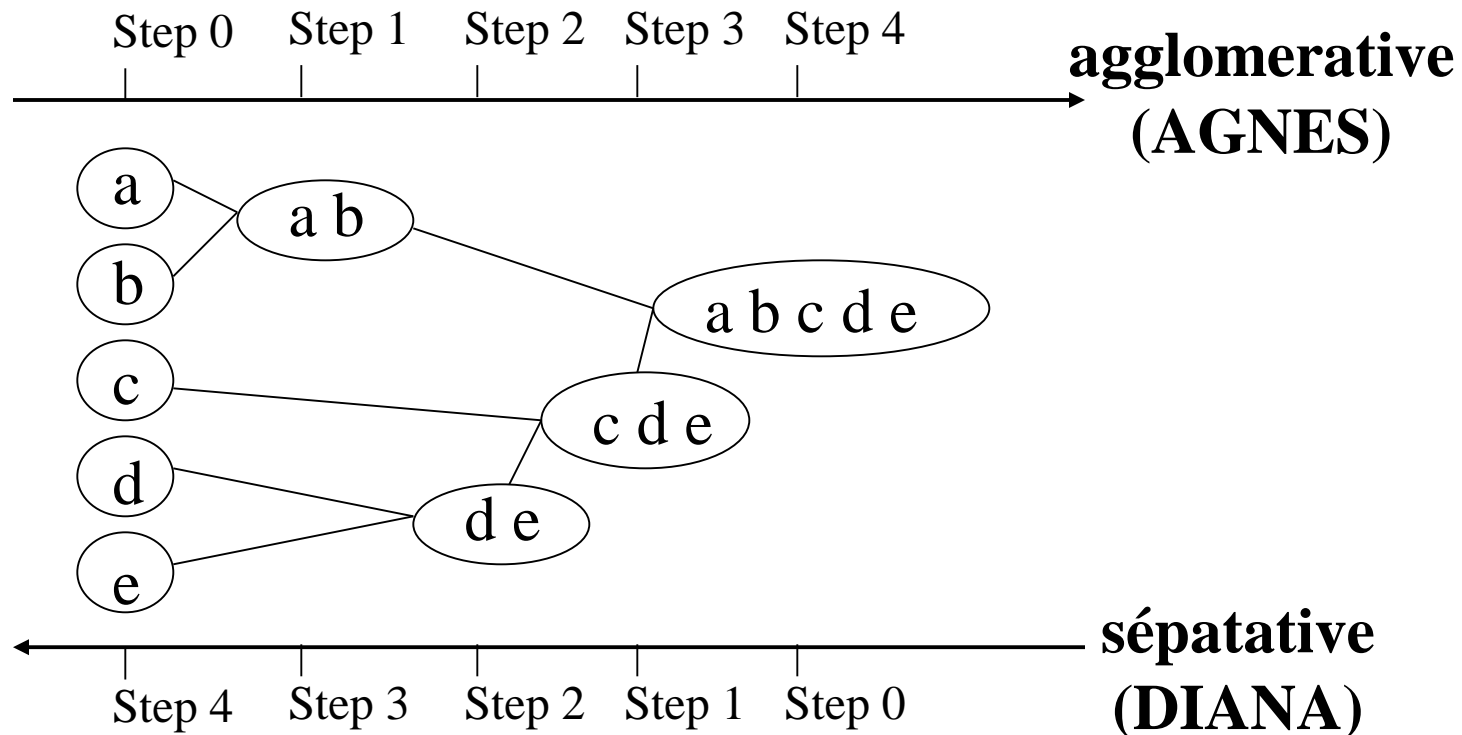 Step 0 Step 1 Step 2 Step 3 Step 4
agglomerative
(AGNES)
a
a b
b
a b c d e
c
c d e
d
d e
e
sépatative
(DIANA)
Step 4 Step 3 Step 2 Step 1 Step 0